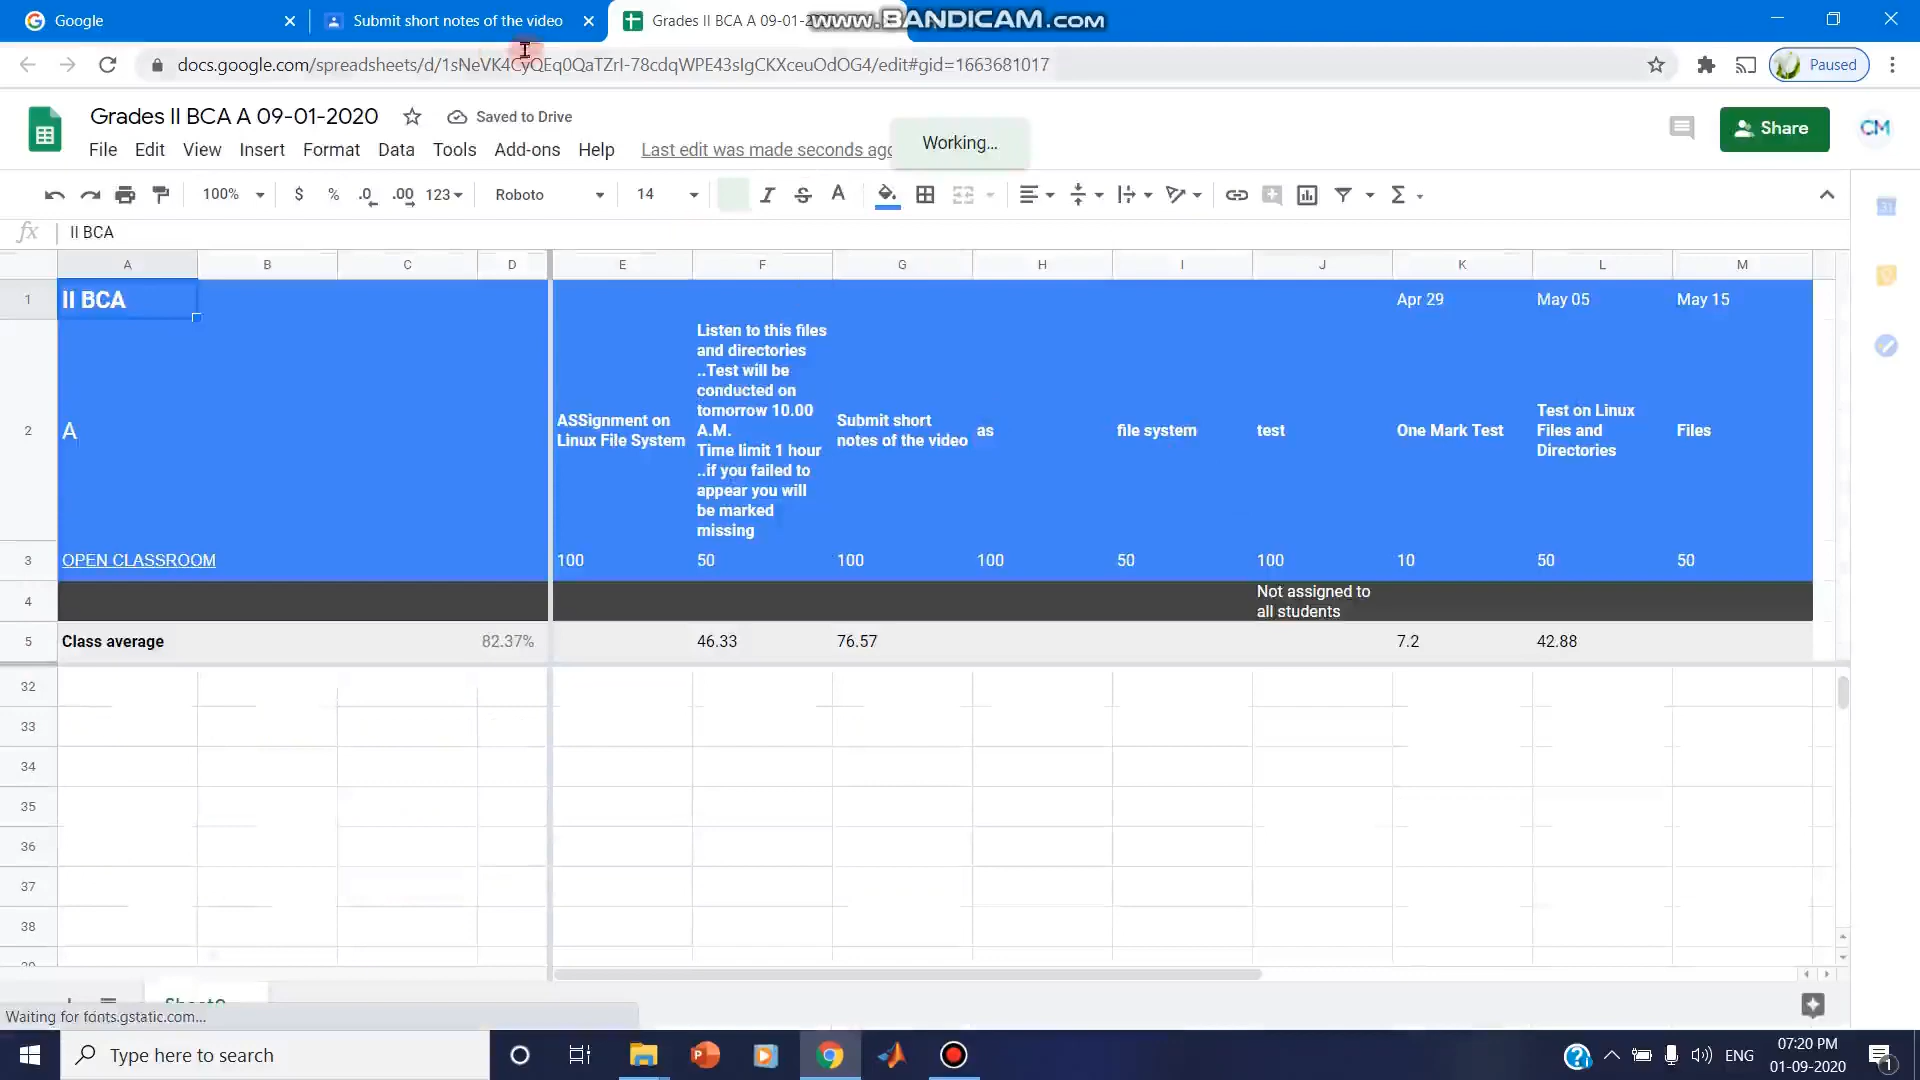 Google
Submit short notes of the video
Grades II BCA A 09-01-2
www.BANDICAM.com
docs.google.com/spreadsheets/d/1sNeVK4CyQEq0QaTZrI-78cdqWPE43sIgCKXceuOdOG4/edit#gid=1663681017
Paused
Grades II BCA A 09-01-2020
Saved to Drive
File Edit View Insert Format Data Tools Add-ons Help
Last edit was made seconds ago
Working...
Share
CM
100%
$
%
.0
.00
123
Roboto
14
fx
II BCA
A B C D E F G H I J K L M
1
II BCA
Apr 29
May 05
May 15
2
A
ASSignment on
Linux File System
Listen to this files
and directories
..Test will be
conducted on
tomorrow 10.00
A.M.
Time limit 1 hour
..if you failed to
appear you will
be marked
missing
Submit short
notes of the video
as
file system
test
One Mark Test
Test on Linux
Files and
Directories
Files
3
OPEN CLASSROOM
100 50 100 100 50 100 10 50 50
4
Not assigned to
all students
5
Class average
82.37%
46.33
76.57
7.2
42.88
32
33
34
35
36
37
38
Waiting for fonts.gstatic.com...
Type here to search
ENG
07:20 PM
01-09-2020
1